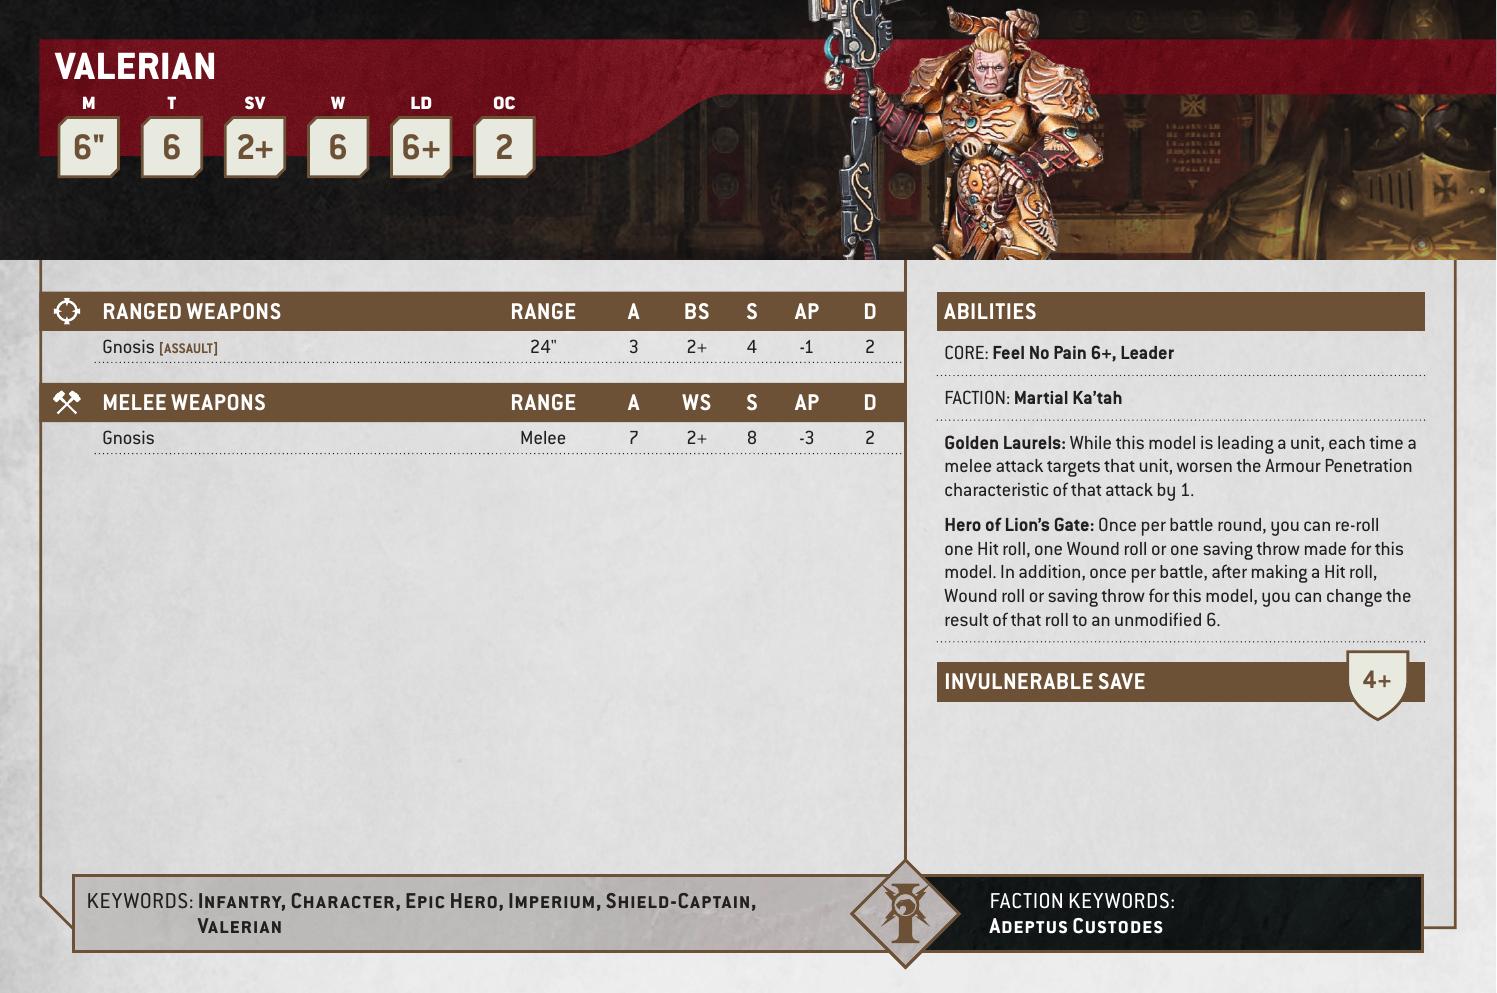 VALERIAN
M T SV W LD OC
6" 6 2+ 6 6+ 2
RANGED WEAPONS RANGE A BS S AP D
Gnosis [ASSAULT] 24" 3 2+ 4 -1 2
MELEE WEAPONS RANGE A WS S AP D
Gnosis Melee 7 2+ 8 -3 2
ABILITIES
CORE: Feel No Pain 6+, Leader
FACTION: Martial Ka’tah
Golden Laurels: While this model is leading a unit, each time a
melee attack targets that unit, worsen the Armour Penetration
characteristic of that attack by 1.
Hero of Lion’s Gate: Once per battle round, you can re-roll
one Hit roll, one Wound roll or one saving throw made for this
model. In addition, once per battle, after making a Hit roll,
Wound roll or saving throw for this model, you can change the
result of that roll to an unmodified 6.
INVULNERABLE SAVE 4+
KEYWORDS: Infantry, Character, Epic Hero, Imperium, Shield-Captain,
Valerian
FACTION KEYWORDS:
Adeptus Custodes